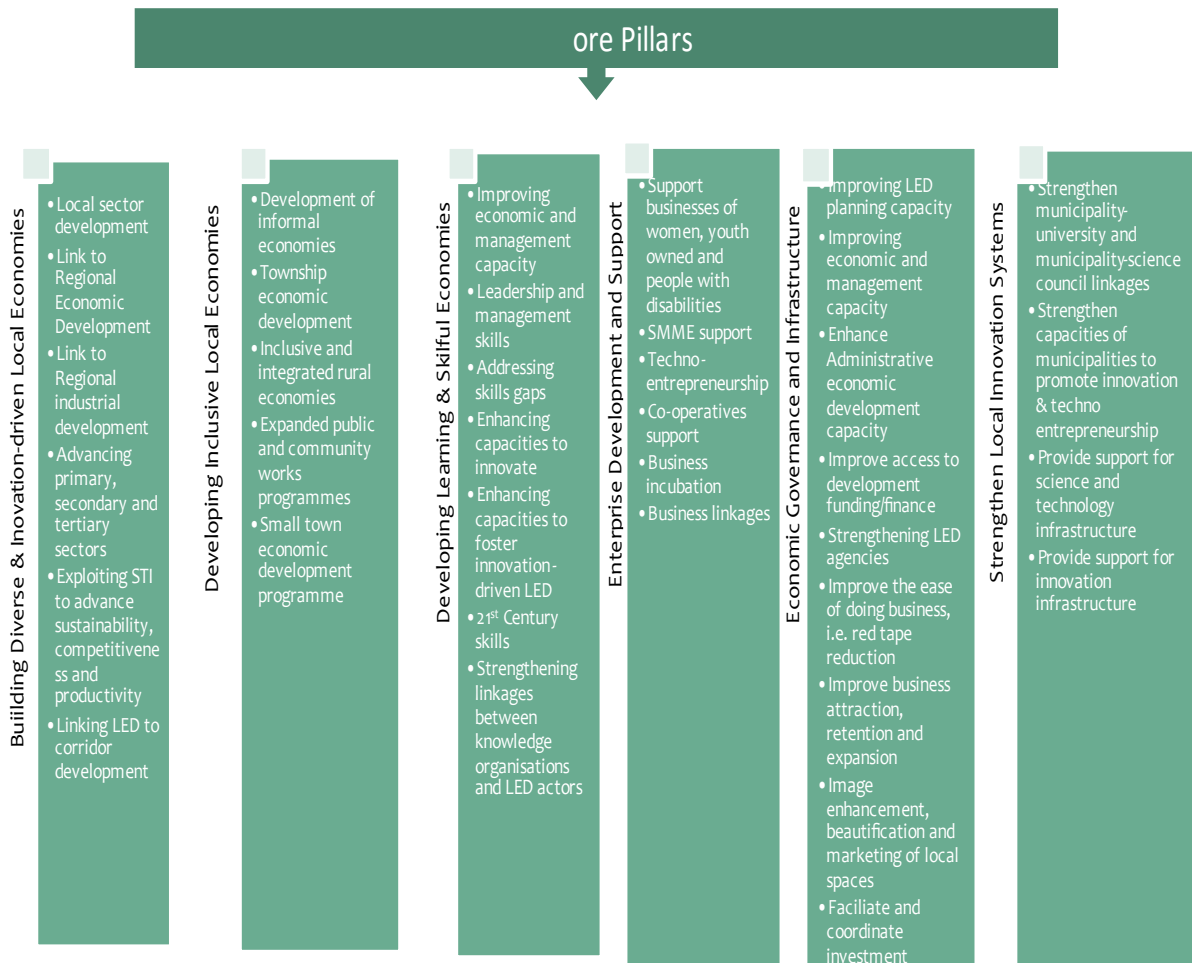 ore Pillars
Buiilding Diverse & Inovation-driven Local Economies
• Local sector
development
• Link to
Regional
Economic
Development
• Link to
Regional
industrial
development
• Advancing
primary,
secondary and
tertiary
sectors
• Exploiting STI
to advance
sustainability,
competitivene
ss and
productivity
• Linking LED to
corridor
development
Developing Inclusive Local Economies
• Development of
informal
economies
• Township
economic
development
• Inclusive and
integrated rural
economies
• Expanded public
and community
works
programmes
• Small town
economic
development
programme
Developing Learning & Skilful Economies
• Improving
economic and
management
capacity
• Leadership and
management
skills
• Addressing
skills gaps
• Enhancing
capacities to
innovate
• Enhancing
capacities to
foster
innovation-
driven LED
• 21st Century
skills
• Strengthening
linkages
between
knowledge
organisations
and LED actors
Enterprise Development and Support
• Support
businesses of
women, youth
owned and
people with
disabilities
• SMME support
• Techno-
entrepreneurship
• Co-operatives
support
• Business
incubation
• Business linkages
Economic Governance and Infrastructure
• Improving LED
planning capacity
• Improving
economic and
management
capacity
• Enhance
Administrative
economic
development
capacity
• Improve access to
development
funding/finance
• Strengthening LED
agencies
• Improve the ease
of doing business,
i.e. red tape
reduction
• Improve business
attraction,
retention and
expansion
• Image
enhancement,
beautification and
marketing of local
spaces
• Faciliate and
coordinate
investment
Strengthen Local Innovation Systems
• Strengthen
municipality-
university and
municipality-science
council linkages
• Strengthen
capacities of
municipalities to
promote innovation
& techno
entrepreneurship
• Provide support for
science and
technology
infrastructure
• Provide support for
innovation
infrastructure